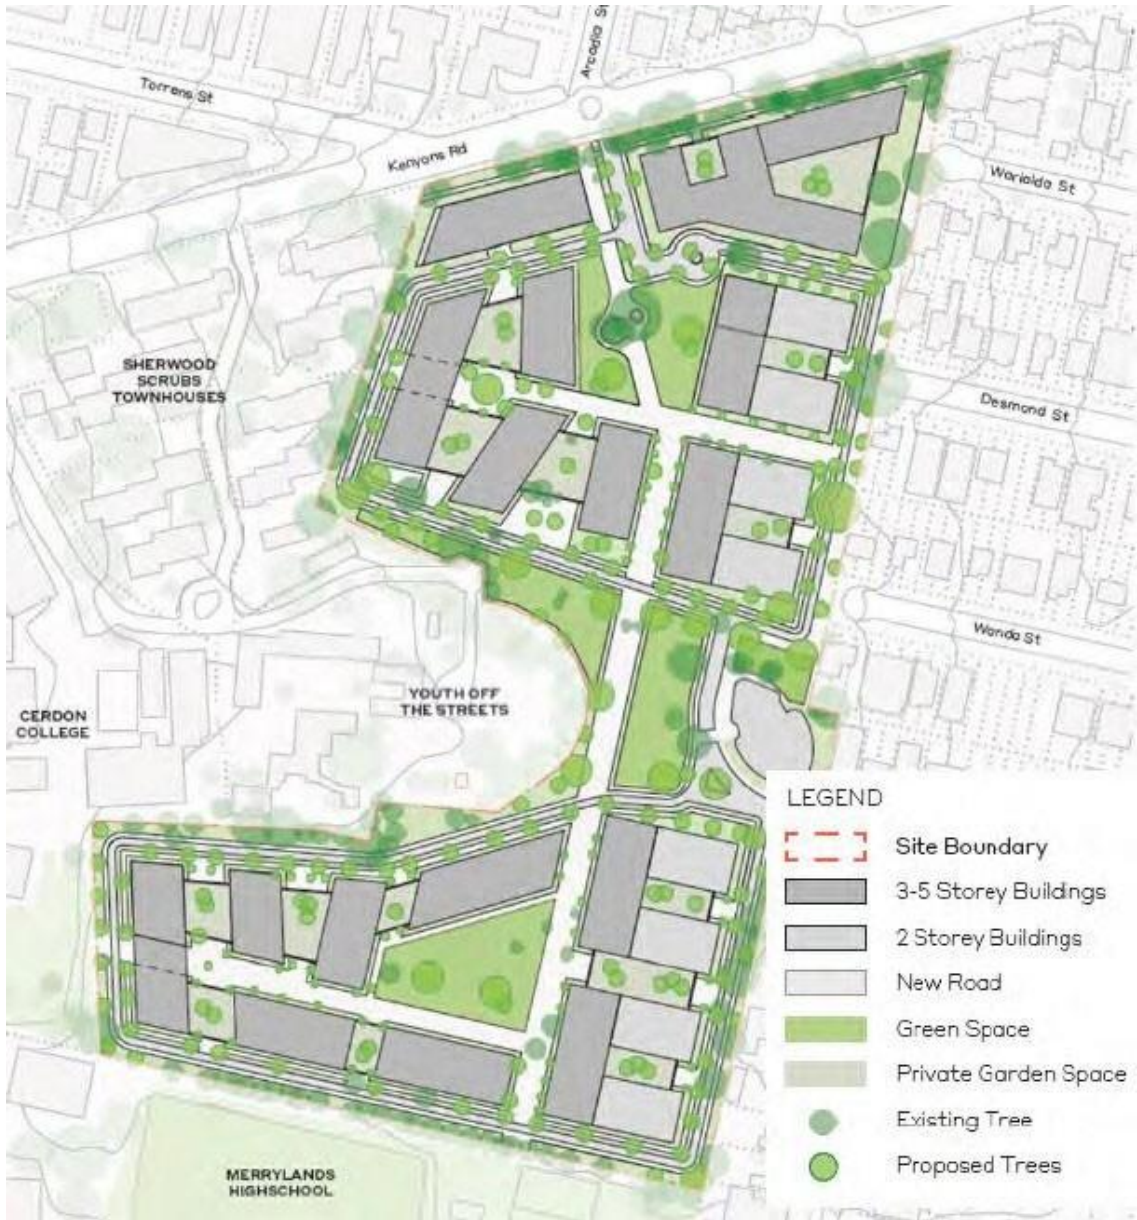 Arcadia St
Torrens St
Kenyons Rd
Warialda St
SHERWOOD
SCRUBS
TOWNHOUSES
Desmond St
Wonda St
YOUTH OFF
THE STREETS
CERDON
COLLEGE
LEGEND
Site Boundary
3-5 Storey Buildings
2 Storey Buildings
New Road
Green Space
Private Garden Space
Existing Tree
Proposed Trees
MERRYLANDS
HIGHSCHOOL